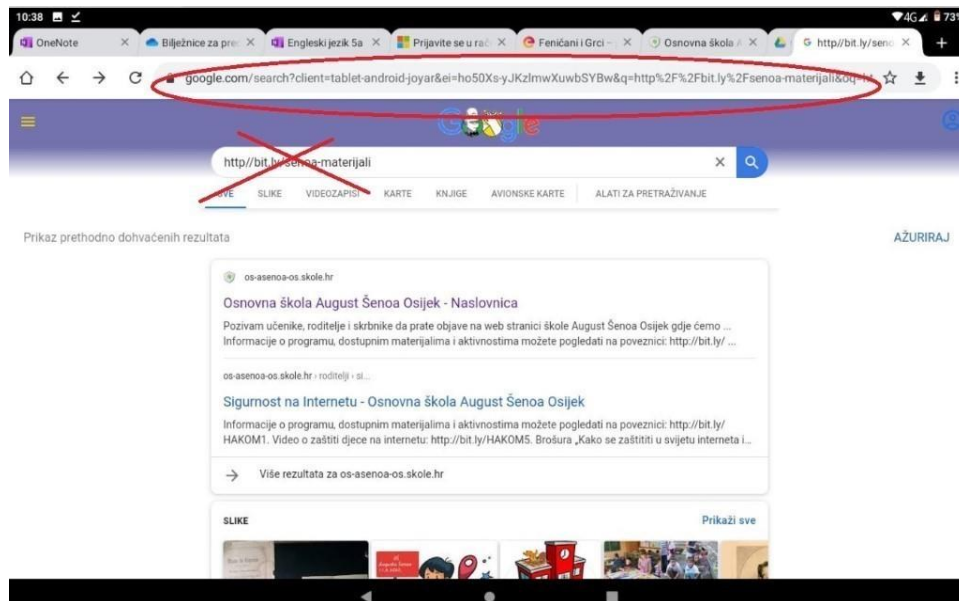 10:38 4G 73%
OneNote Bilježnice za pre Engleski jezik 5a Prijavite se u rač Feničani i Grci - Osnovna škola A http//bit.ly/seno
google.com/search?client=tablet-android-joyar&ei=ho50Xs-yJKzlmwXuwbSYBw&q=http%2F%2Fbit.ly%2Fsenoa-materijali&oq=
Google
http//bit.ly/senoa-materijali
SVE SLIKE VIDEOZAPISI KARTE KNJIGE AVIONSKE KARTE ALATI ZA PRETRAŽIVANJE
Prikaz prethodno dohvaćenih rezultata AŽURIRAJ
os-asenoa-os.skole.hr
Osnovna škola August Šenoa Osijek - Naslovnica
Pozivam učenike, roditelje i skrbnike da prate objave na web stranici škole August Šenoa Osijek gdje ćemo ...
Informacije o programu, dostupnim materijalima i aktivnostima možete pogledati na poveznici: http://bit.ly/ ...
os-asenoa-os.skole.hr › roditelji › si...
Sigurnost na Internetu - Osnovna škola August Šenoa Osijek
Informacije o programu, dostupnim materijalima i aktivnostima možete pogledati na poveznici: http://bit.ly/
HAKOM1. Video o zaštiti djece na internetu: http://bit.ly/HAKOM5. Brošura „Kako se zaštititi u svijetu interneta i...
Više rezultata za os-asenoa-os.skole.hr
SLIKE Prikaži sve